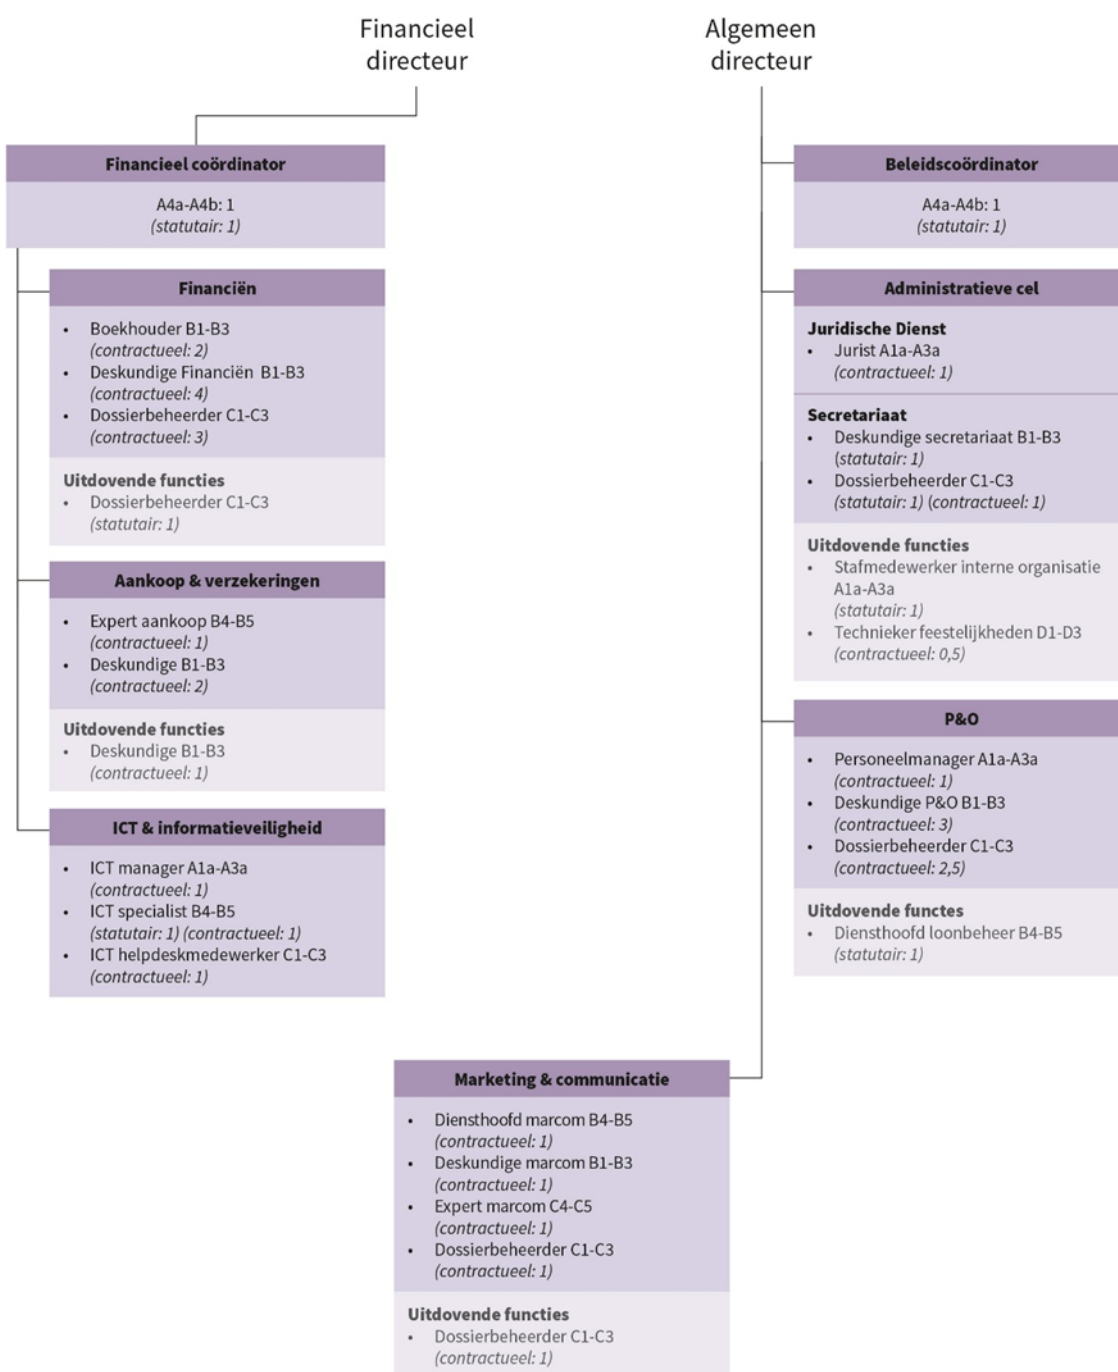 Financieel
directeur
Algemeen
directeur
Financieel coördinator
A4a-A4b: 1
(statutair: 1)
Financiën
• Boekhouder B1-B3
(contractueel: 2)
• Deskundige Financiën B1-B3
(contractueel: 4)
• Dossierbeheerder C1-C3
(contractueel: 3)
Uitdovende functies
• Dossierbeheerder C1-C3
(statutair: 1)
Aankoop & verzekeringen
• Expert aankoop B4-B5
(contractueel: 1)
• Deskundige B1-B3
(contractueel: 2)
Uitdovende functies
• Deskundige B1-B3
(contractueel: 1)
ICT & informatieveiligheid
• ICT manager A1a-A3a
(contractueel: 1)
• ICT specialist B4-B5
(statutair: 1) (contractueel: 1)
• ICT helpdeskmedewerker C1-C3
(contractueel: 1)
Beleidscoördinator
A4a-A4b: 1
(statutair: 1)
Administratieve cel
Juridische Dienst
• Jurist A1a-A3a
(contractueel: 1)
Secretariaat
• Deskundige secretariaat B1-B3
(statutair: 1)
• Dossierbeheerder C1-C3
(statutair: 1) (contractueel: 1)
Uitdovende functies
• Stafmedewerker interne organisatie
A1a-A3a
(statutair: 1)
• Technieker feestelijkheden D1-D3
(contractueel: 0,5)
P&O
• Personeelmanager A1a-A3a
(contractueel: 1)
• Deskundige P&O B1-B3
(contractueel: 3)
• Dossierbeheerder C1-C3
(contractueel: 2,5)
Uitdovende functes
• Diensthoofd loonbeheer B4-B5
(statutair: 1)
Marketing & communicatie
• Diensthoofd marcom B4-B5
(contractueel: 1)
• Deskundige marcom B1-B3
(contractueel: 1)
• Expert marcom C4-C5
(contractueel: 1)
• Dossierbeheerder C1-C3
(contractueel: 1)
Uitdovende functies
• Dossierbeheerder C1-C3
(contractueel: 1)